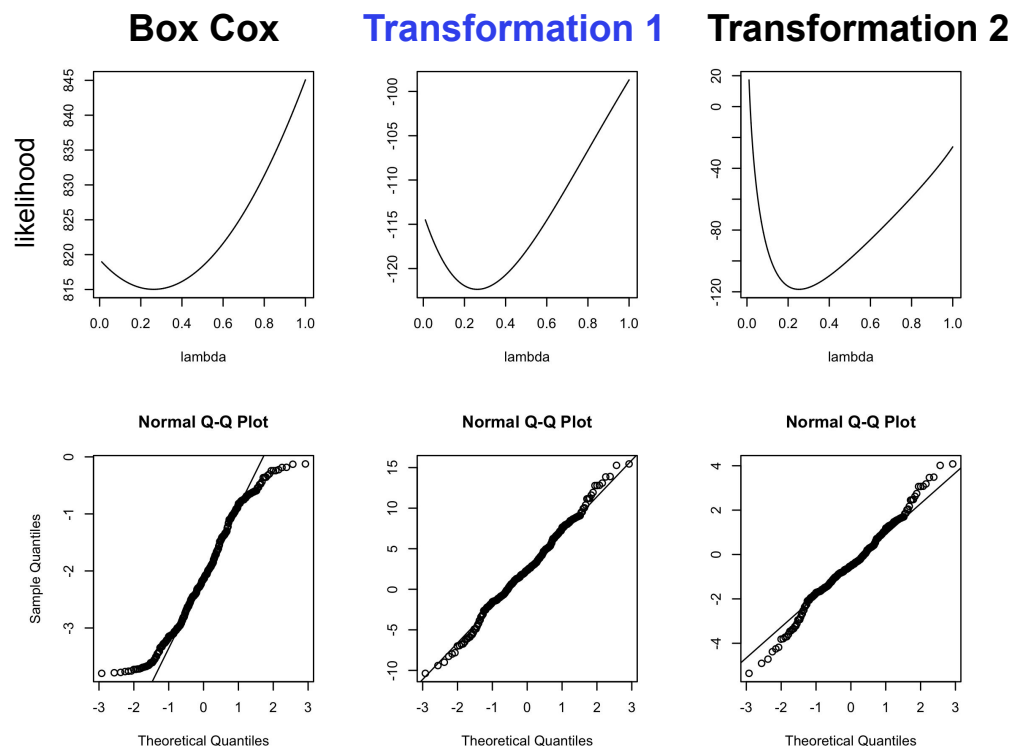 Box Cox Transformation 1 Transformation 2
likelihood
815 820 825 830 835 840 845
-120 -115 -110 -105 -100
-120 -80 -40 0 20
0.0 0.2 0.4 0.6 0.8 1.0
0.0 0.2 0.4 0.6 0.8 1.0
0.0 0.2 0.4 0.6 0.8 1.0
lambda lambda lambda
Normal Q-Q Plot Normal Q-Q Plot Normal Q-Q Plot
Sample Quantiles
-3 -2 -1 0
-10 -5 0 5 10 15
-4 -2 0 2 4
-3 -2 -1 0 1 2 3
-3 -2 -1 0 1 2 3
-3 -2 -1 0 1 2 3
Theoretical Quantiles Theoretical Quantiles Theoretical Quantiles